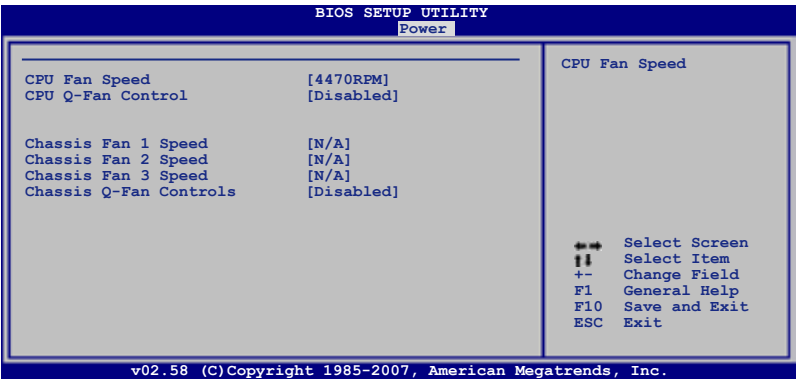 BIOS SETUP UTILITY
Power
CPU Fan Speed [4470RPM]
CPU Q-Fan Control [Disabled]
Chassis Fan 1 Speed [N/A]
Chassis Fan 2 Speed [N/A]
Chassis Fan 3 Speed [N/A]
Chassis Q-Fan Controls [Disabled]
CPU Fan Speed
←→ Select Screen
↑↓ Select Item
+- Change Field
F1 General Help
F10 Save and Exit
ESC Exit
v02.58 (C)Copyright 1985-2007, American Megatrends, Inc.